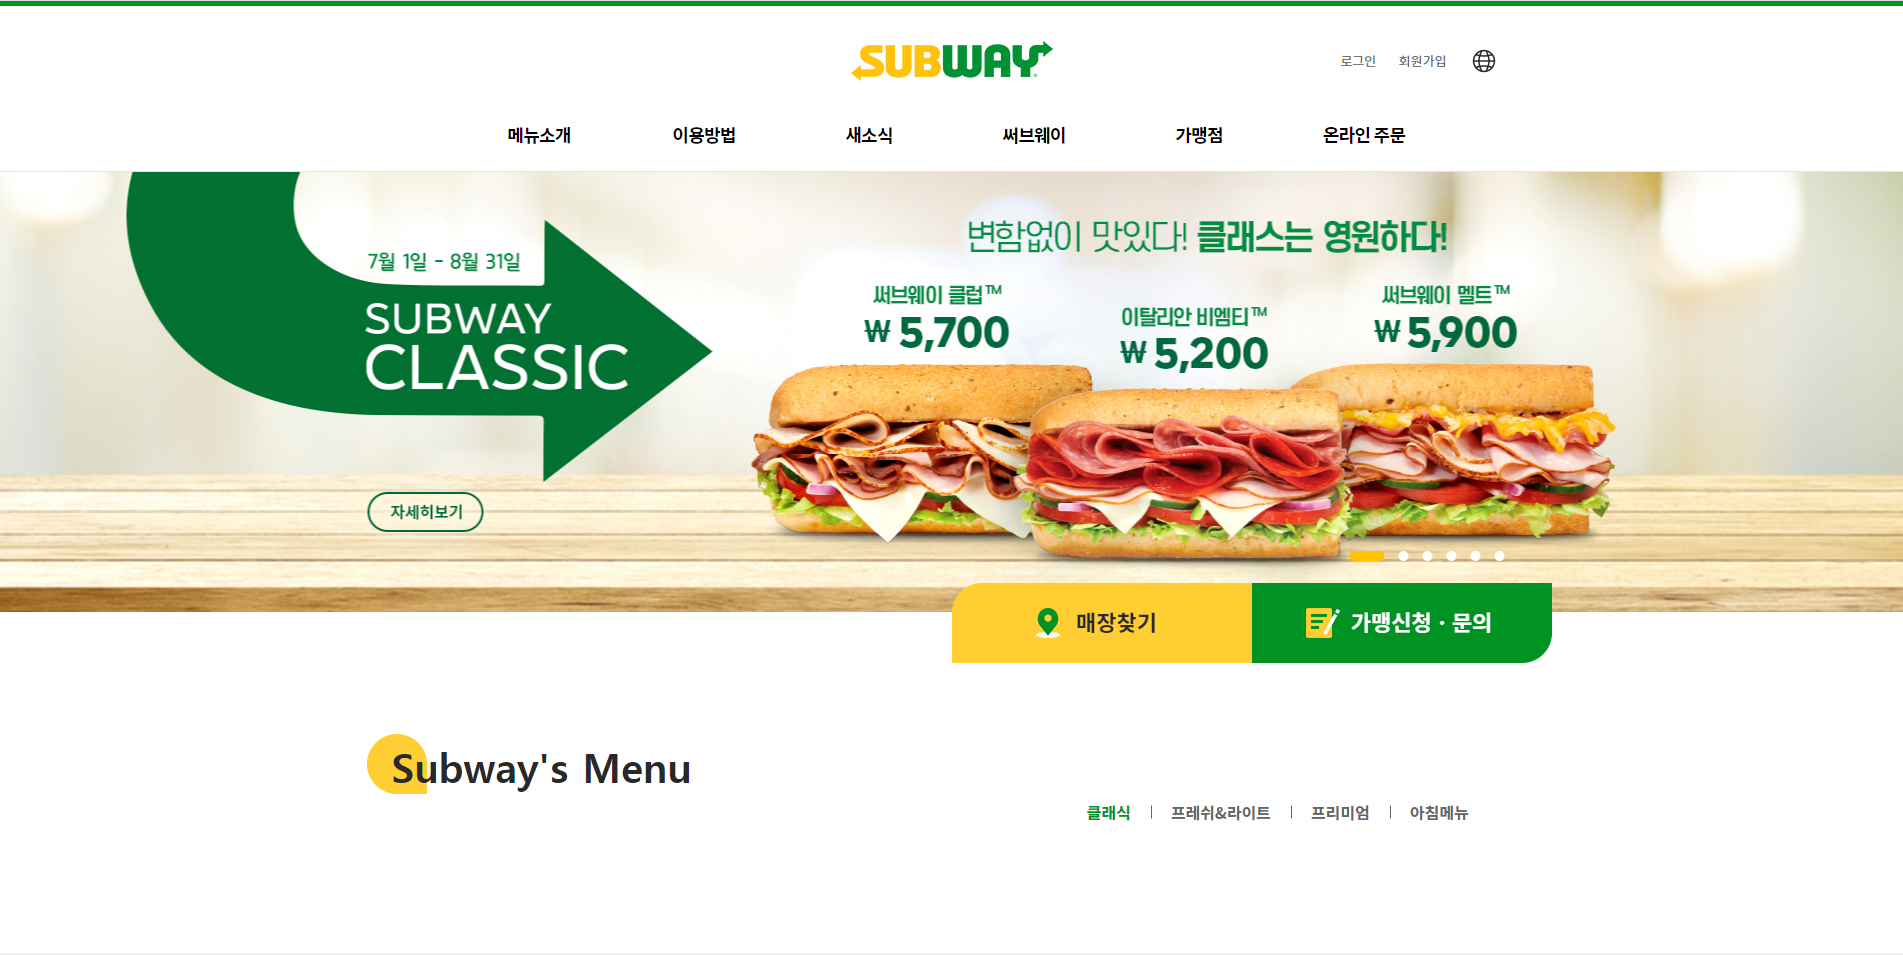 SUBWAY
로그인 회원가입
메뉴소개 이용방법 새소식 써브웨이 가맹점 온라인 주문
7월 1일 - 8월 31일
SUBWAY
CLASSIC
자세히보기
변함없이 맛있다! 클래스는 영원하다!
써브웨이 클럽™
₩ 5,700
이탈리안 비엠티™
₩ 5,200
써브웨이 멜트™
₩ 5,900
매장찾기
가맹신청 · 문의
Subway's Menu
클래식 | 프레쉬&라이트 | 프리미엄 | 아침메뉴